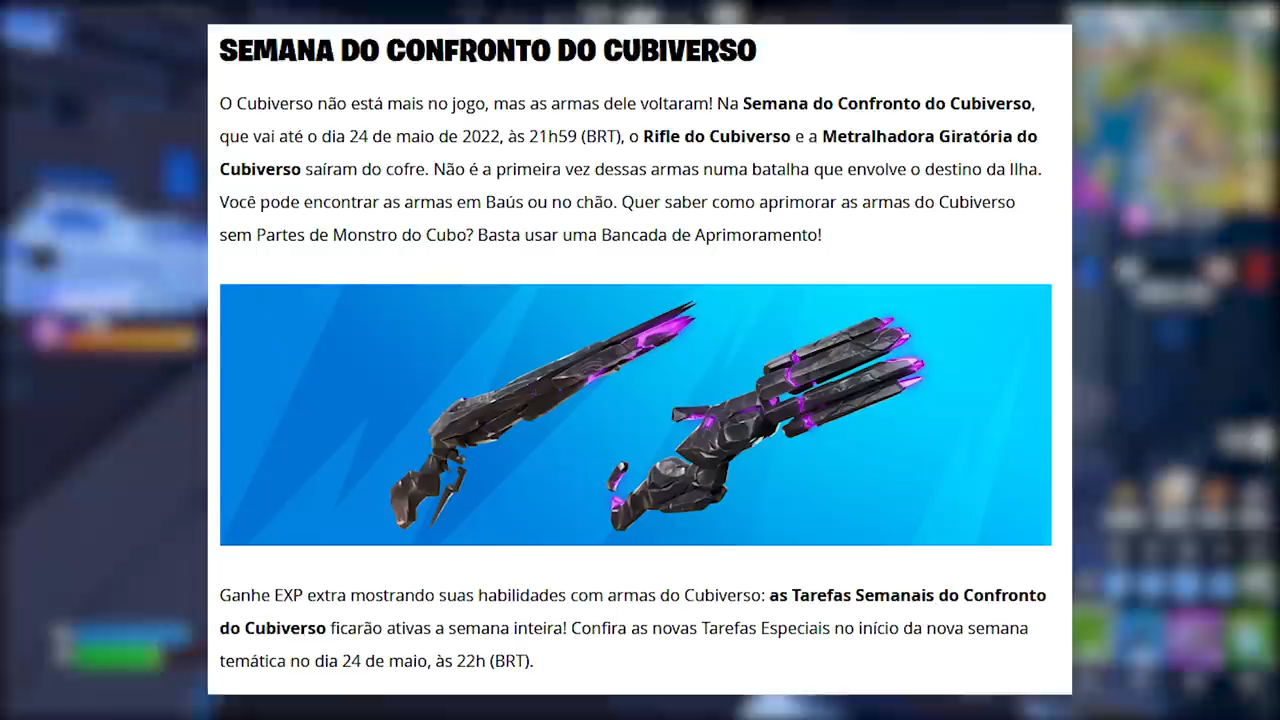 SEMANA DO CONFRONTO DO CUBIVERSO
O Cubiverso não está mais no jogo, mas as armas dele voltaram! Na Semana do Confronto do Cubiverso,
que vai até o dia 24 de maio de 2022, às 21h59 (BRT), o Rifle do Cubiverso e a Metralhadora Giratória do
Cubiverso saíram do cofre. Não é a primeira vez dessas armas numa batalha que envolve o destino da Ilha.
Você pode encontrar as armas em Baús ou no chão. Quer saber como aprimorar as armas do Cubiverso
sem Partes de Monstro do Cubo? Basta usar uma Bancada de Aprimoramento!
Ganhe EXP extra mostrando suas habilidades com armas do Cubiverso: as Tarefas Semanais do Confronto
do Cubiverso ficarão ativas a semana inteira! Confira as novas Tarefas Especiais no início da nova semana
temática no dia 24 de maio, às 22h (BRT).